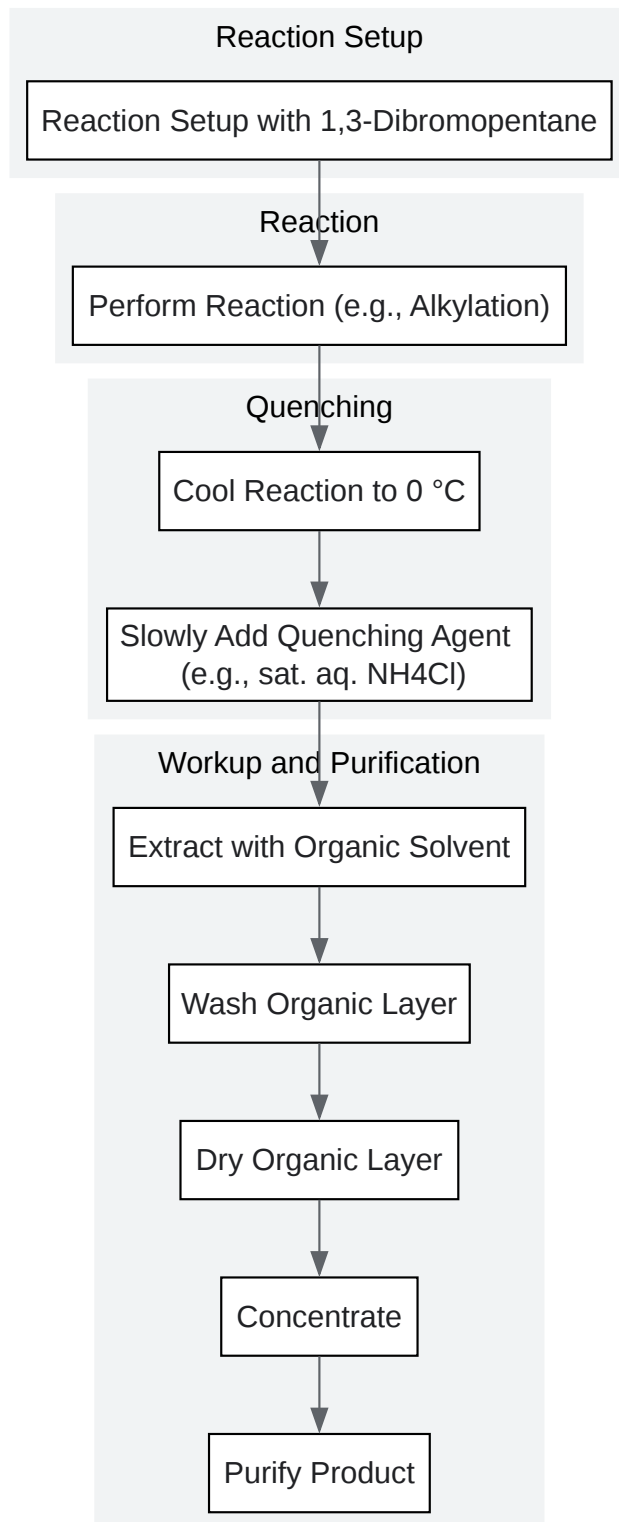 Reaction Setup
Reaction Setup with 1,3-Dibromopentane
Reaction
Perform Reaction (e.g., Alkylation)
Quenching
Cool Reaction to 0 °C
Slowly Add Quenching Agent
(e.g., sat. aq. NH4Cl)
Workup and Purification
Extract with Organic Solvent
Wash Organic Layer
Dry Organic Layer
Concentrate
Purify Product